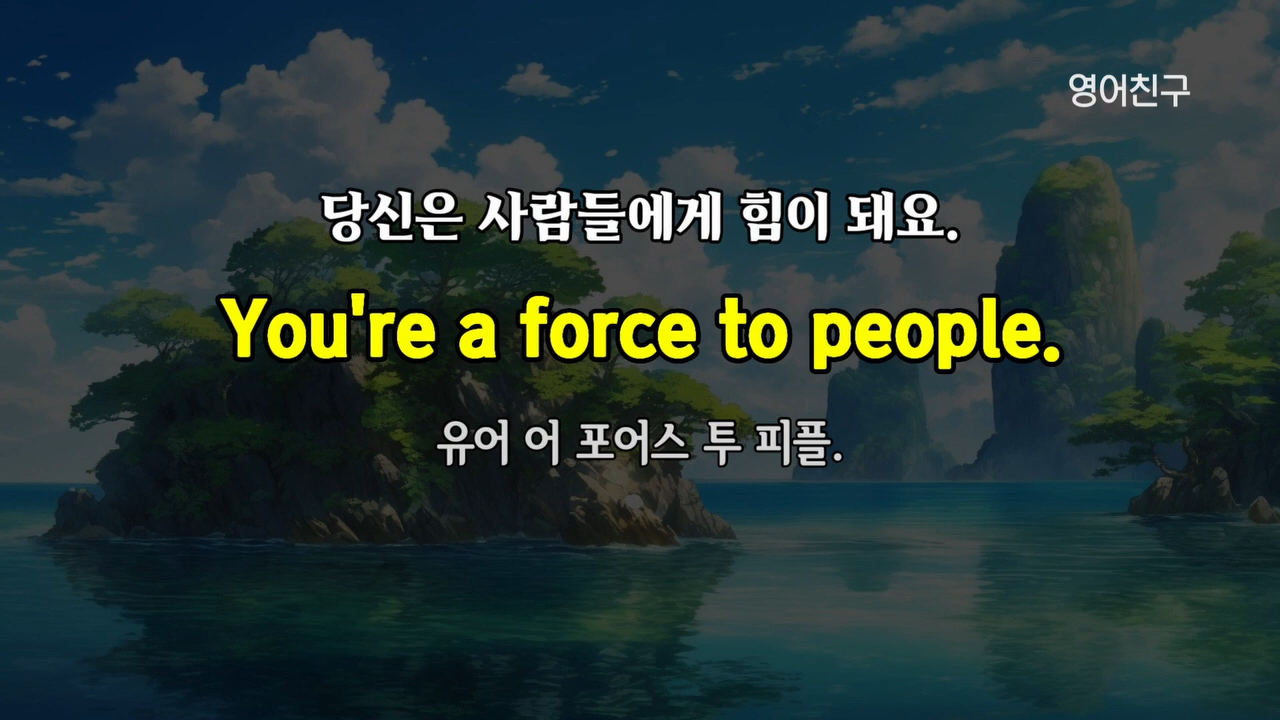 영어친구
당신은 사람들에게 힘이 돼요.
You're a force to people.
유어 어 포어스 투 피플.